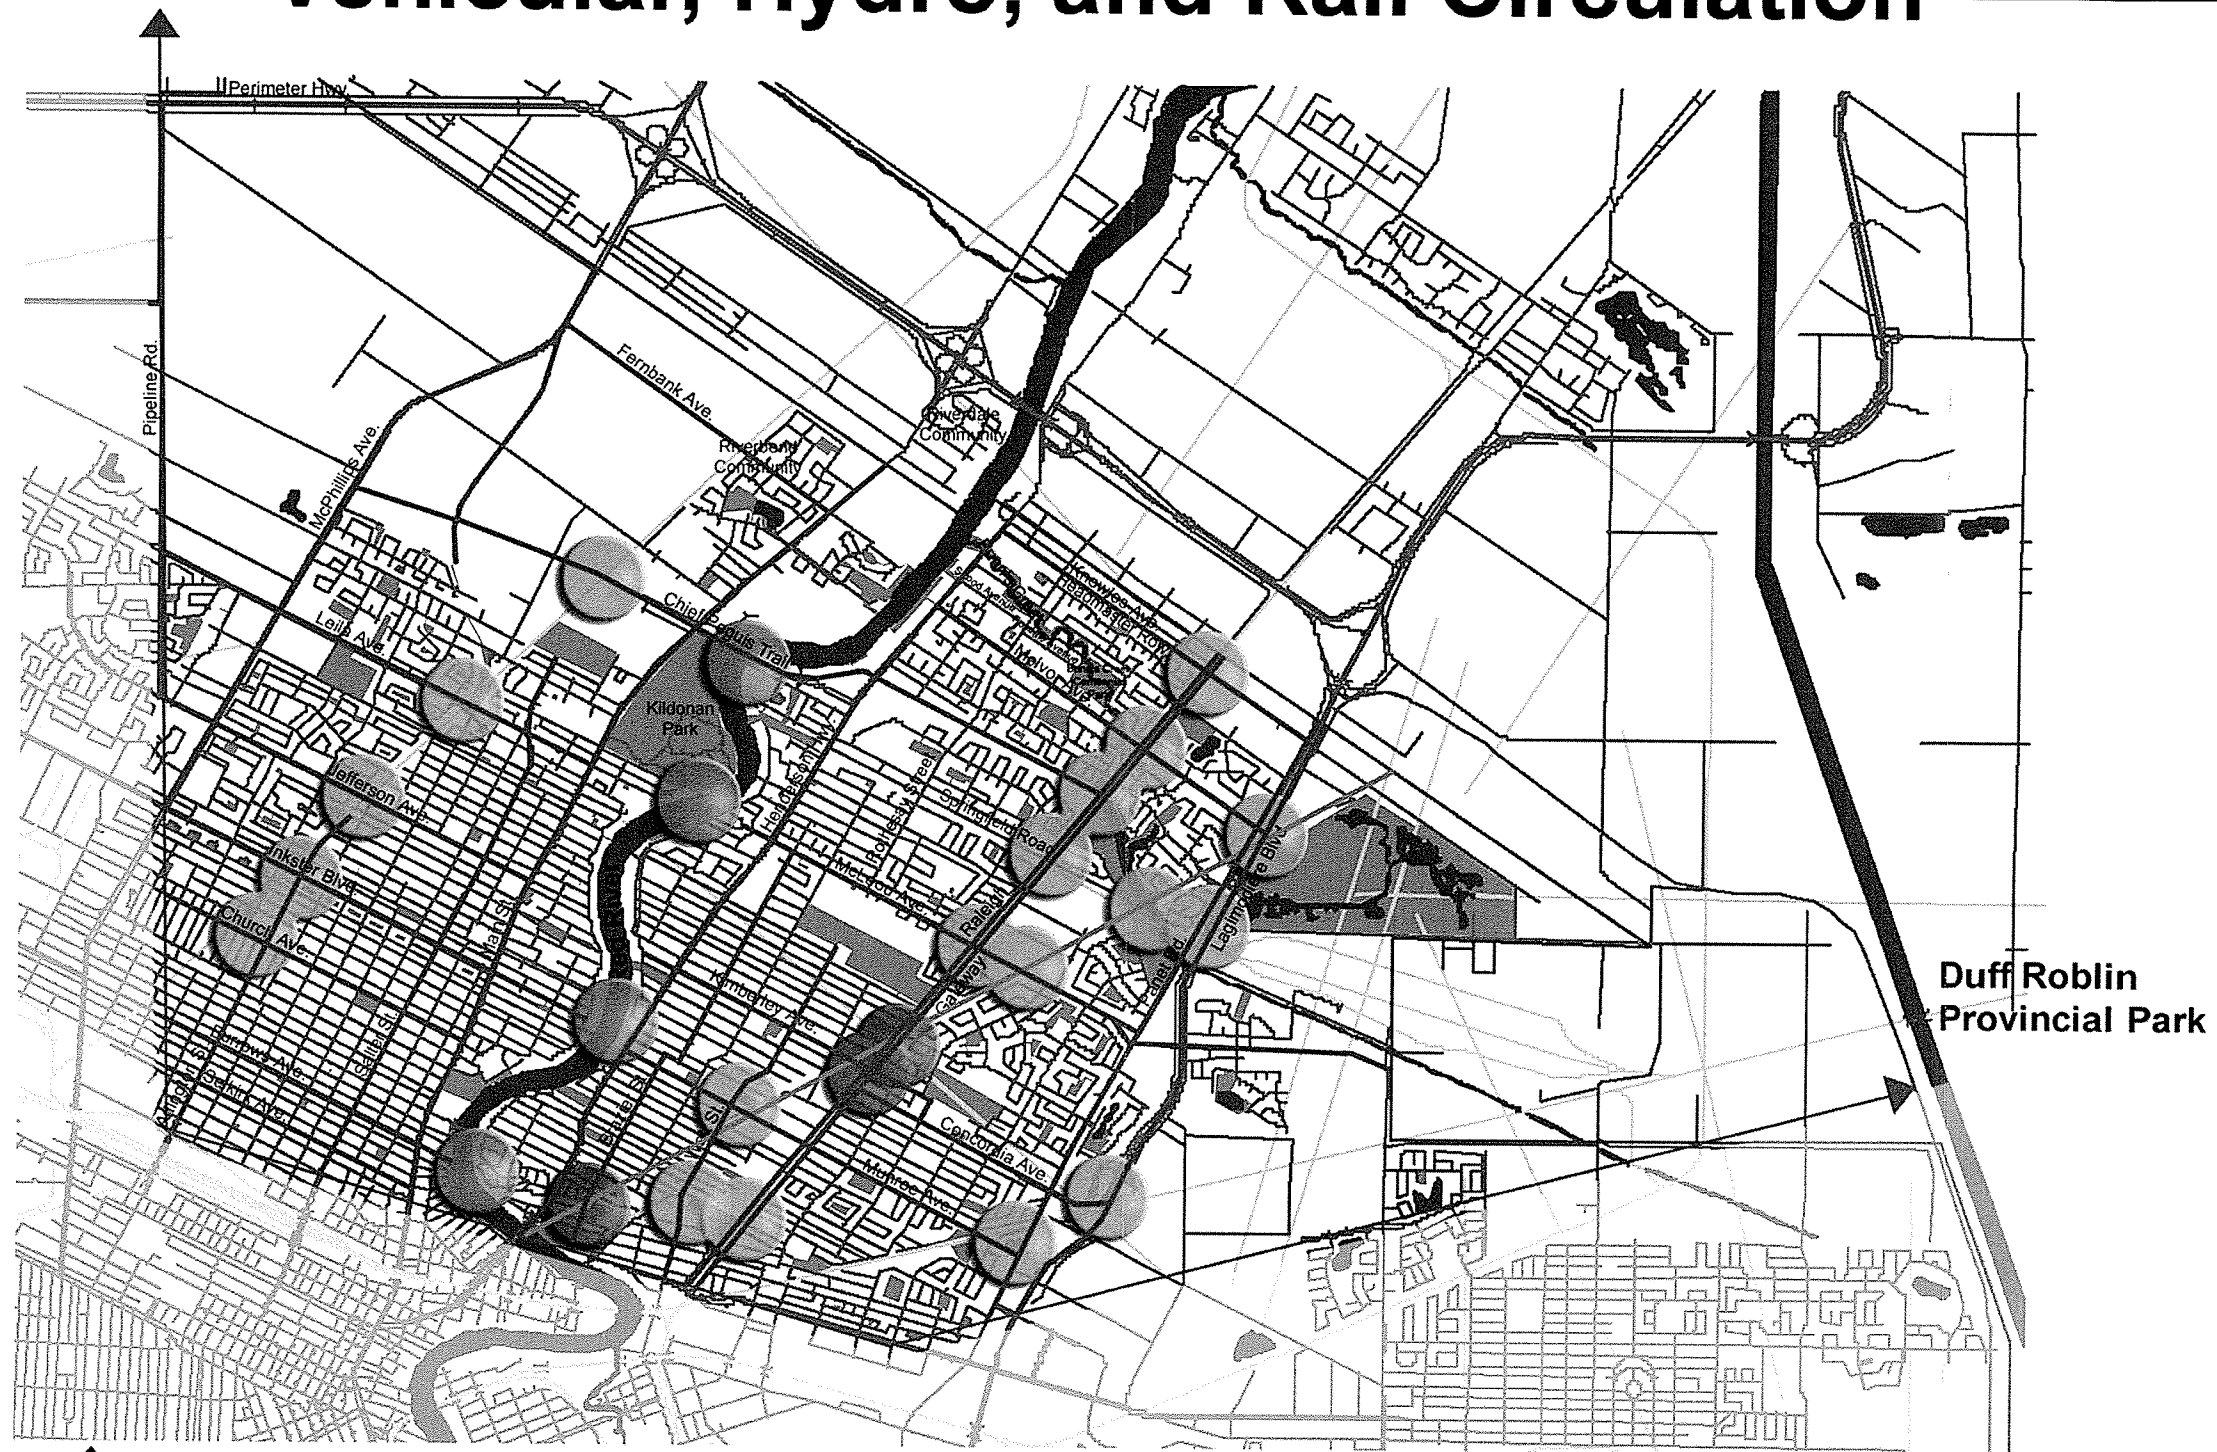 Vehicular, Hydro, and Rail Circulation
Perimeter Hwy.
Pipeline Rd.
Fernbank Ave.
McPhillips Ave.
Riverdale
Community
Riverbend
Community
Knowles Ave.
Headmaster Row
Chief Peguis Trail
Leila Ave.
McIvor Ave.
Kildonan
Park
Henderson Hwy.
Jefferson Ave.
Springfield Road
Inkster Blvd.
McLeod Ave.
Raleigh
Lagimodiere Blvd.
Church Ave.
Main St.
Gateway
Panet Rd.
Kimberley Ave.
Duff Roblin
Provincial Park
Salter St.
Burrows Ave.
Selkirk Ave.
Concordia Ave.
Munroe Ave.